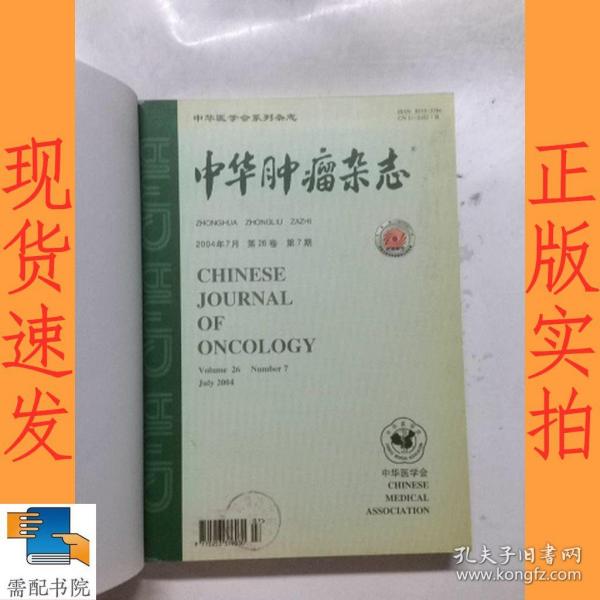 现货速发
正版实拍
中华医学会系列杂志
中华肿瘤杂志
ZHONGHUA ZHONGLIU ZAZHI
2004年7月 第26卷 第7期
CHINESE
JOURNAL
OF
ONCOLOGY
Volume 26 Number 7
July 2004
中华医学会
CHINESE
MEDICAL
ASSOCIATION
需配书院
孔夫子旧书网
www.kongfz.com